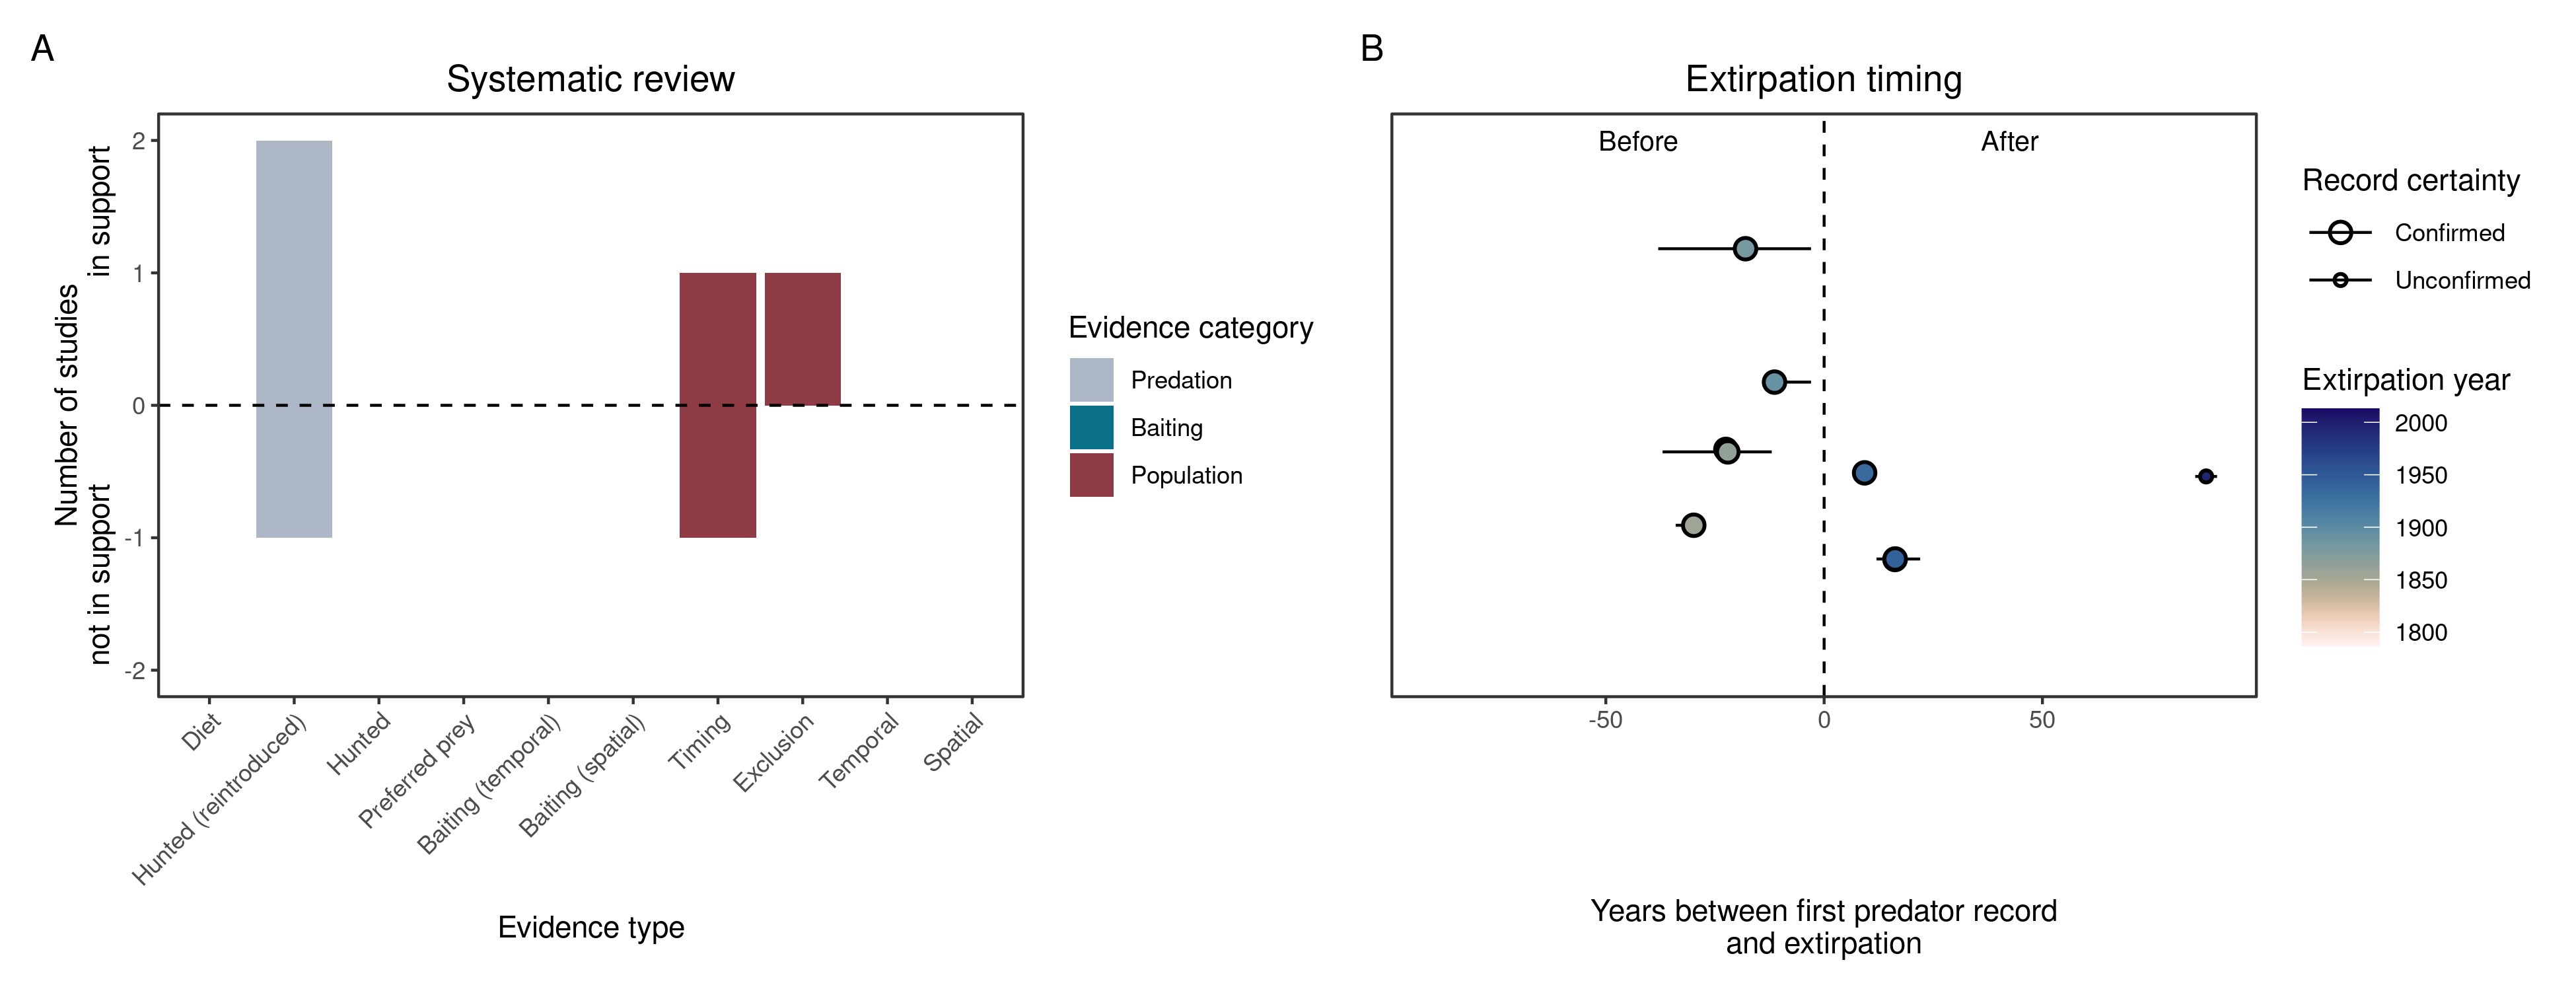 A
Systematic review
Number of studies
not in support
in support
2
1
0
-1
-2
Diet
Hunted (reintroduced)
Hunted
Preferred prey
Baiting (temporal)
Baiting (spatial)
Timing
Exclusion
Temporal
Spatial
Evidence type
Evidence category
Predation
Baiting
Population
B
Extirpation timing
Before
After
-50
0
50
Years between first predator record
and extirpation
Record certainty
Confirmed
Unconfirmed
Extirpation year
2000
1950
1900
1850
1800